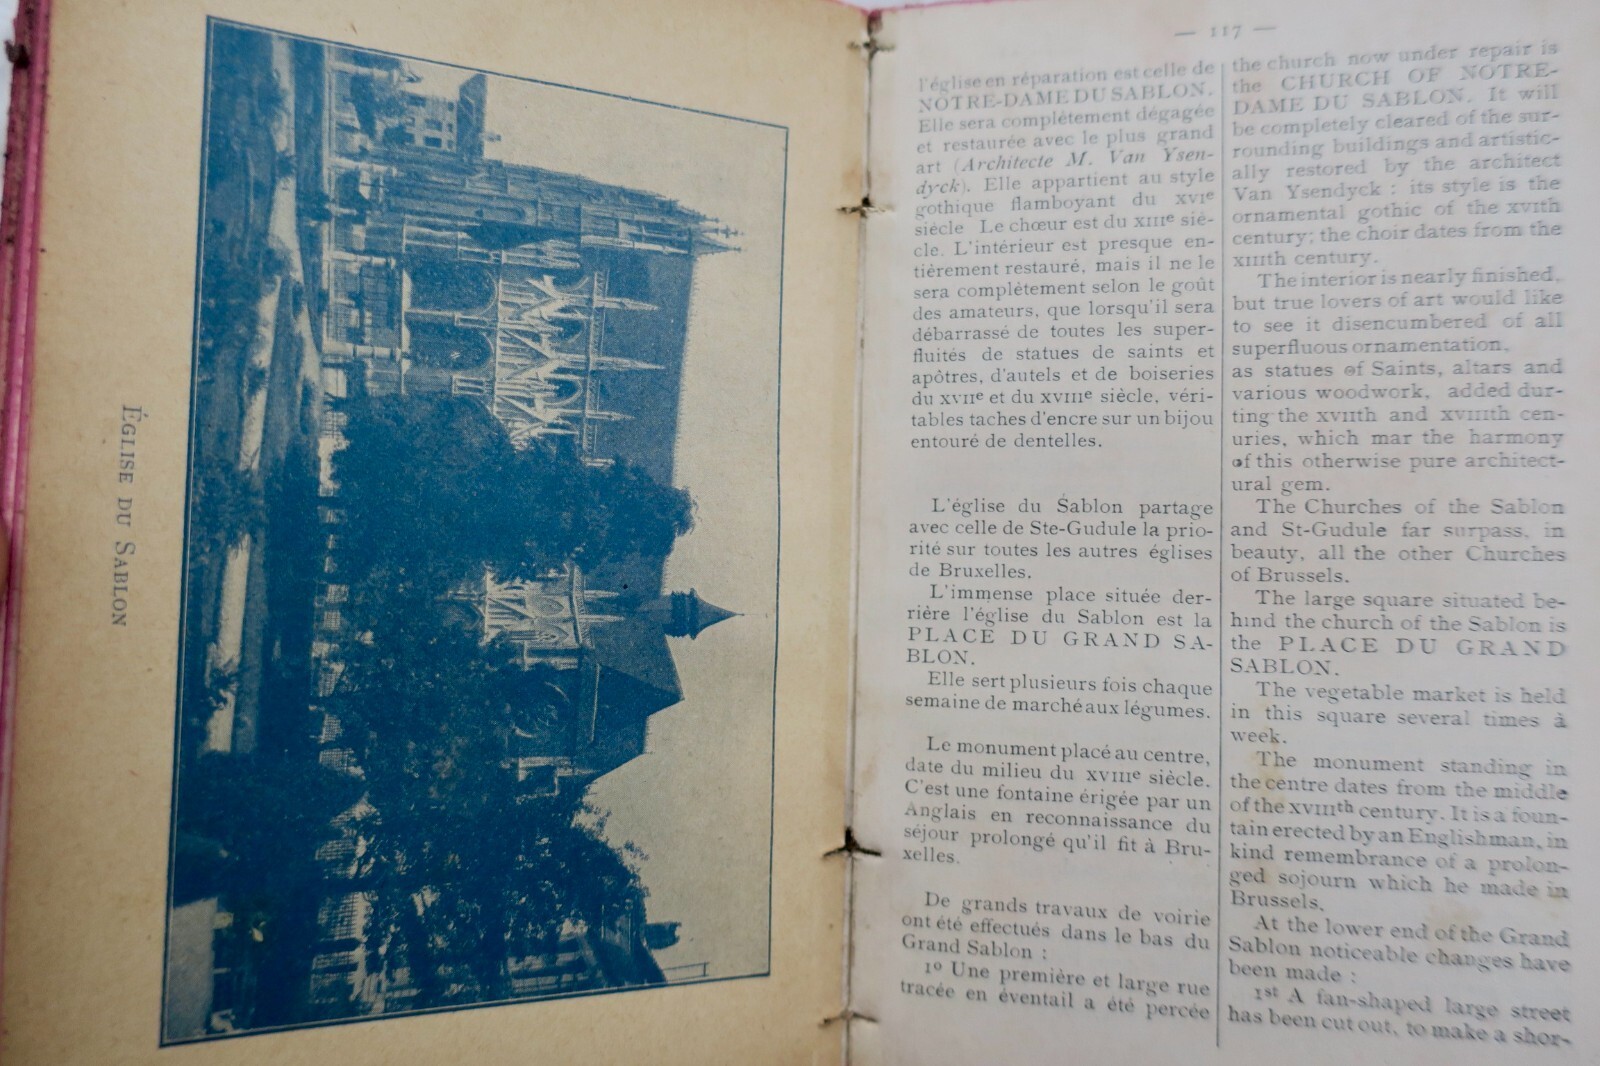 ÉGLISE DU SABLON
— 117 —
l'église en réparation est celle de
NOTRE-DAME DU SABLON.
Elle sera complètement dégagée
et restaurée avec le plus grand
art (Architecte M. Van Ysen-
dyck). Elle appartient au style
gothique flamboyant du XVIe
siècle Le chœur est du XIIIe siè-
cle. L'intérieur est presque en-
tièrement restauré, mais il ne le
sera complètement selon le goût
des amateurs, que lorsqu'il sera
débarrassé de toutes les super-
fluités de statues de saints et
apôtres, d'autels et de boiseries
du XVIIe et du XVIIIe siècle, véri-
tables taches d'encre sur un bijou
entouré de dentelles.
L'église du Sablon partage
avec celle de Ste-Gudule la prio-
rité sur toutes les autres églises
de Bruxelles.
L'immense place située der-
rière l'église du Sablon est la
PLACE DU GRAND SA-
BLON.
Elle sert plusieurs fois chaque
semaine de marché aux légumes.
Le monument placé au centre,
date du milieu du XVIIIe siècle.
C'est une fontaine érigée par un
Anglais en reconnaissance du
séjour prolongé qu'il fit à Bru-
xelles.
De grands travaux de voirie
ont été effectués dans le bas du
Grand Sablon :
1º Une première et large rue
tracée en éventail a été percée
the church now under repair is
the CHURCH OF NOTRE-
DAME DU SABLON. It will
be completely cleared of the sur-
rounding buildings and artistic-
ally restored by the architect
Van Ysendyck : its style is the
ornamental gothic of the XVIth
century; the choir dates from the
XIIIth century.
The interior is nearly finished,
but true lovers of art would like
to see it disencumbered of all
superfluous ornamentation,
as statues of Saints, altars and
various woodwork, added dur-
ting the XVIIth and XVIIIth cen-
uries, which mar the harmony
of this otherwise pure architect-
ural gem.
The Churches of the Sablon
and St-Gudule far surpass, in
beauty, all the other Churches
of Brussels.
The large square situated be-
hind the church of the Sablon is
the PLACE DU GRAND
SABLON.
The vegetable market is held
in this square several times à
week.
The monument standing in
the centre dates from the middle
of the XVIIIth century. It is a foun-
tain erected by an Englishman, in
kind remembrance of a prolon-
ged sojourn which he made in
Brussels.
At the lower end of the Grand
Sablon noticeable changes have
been made :
1st A fan-shaped large street
has been cut out, to make a shor-